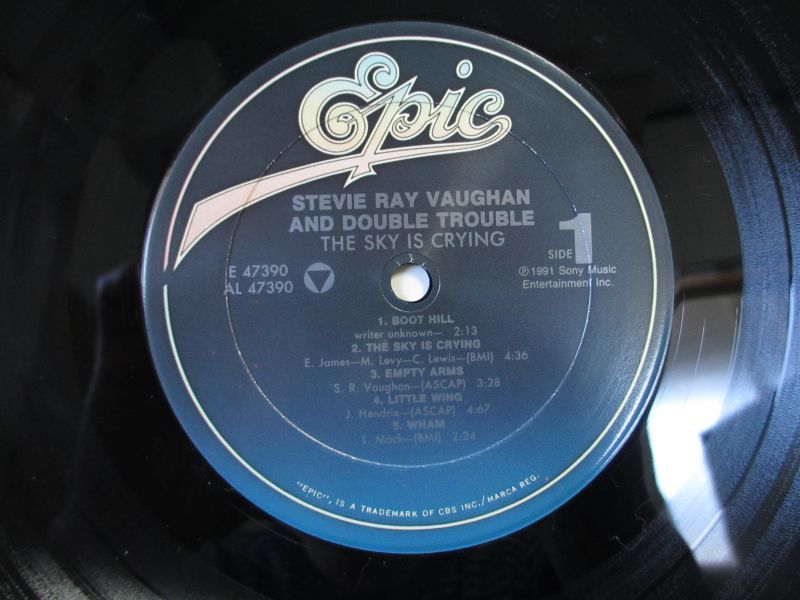 Epic
STEVIE RAY VAUGHAN
AND DOUBLE TROUBLE
THE SKY IS CRYING
SIDE 1
E 47390
AL 47390
℗ 1991 Sony Music
Entertainment Inc.
1. BOOT HILL
writer unknown— 2:13
2. THE SKY IS CRYING
E. James—M. Levy—C. Lewis—(BMI) 4:36
3. EMPTY ARMS
S. R. Vaughan—(ASCAP) 3:28
4. LITTLE WING
J. Hendrix—(ASCAP) 4:67
5. WHAM
L. Mack—(BMI) 2:24
"EPIC", IS A TRADEMARK OF CBS INC./MARCA REG.